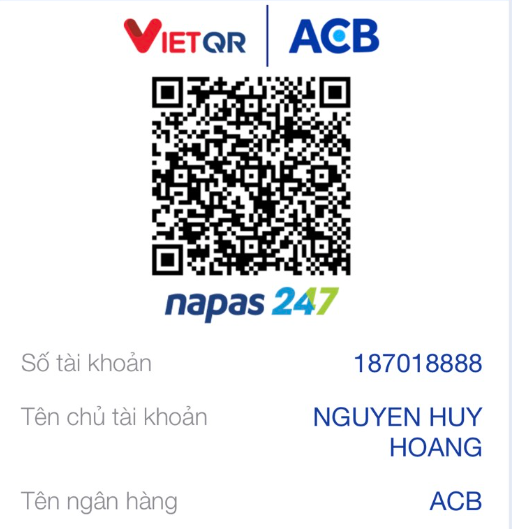 VIETQR | ACB
napas 247
Số tài khoản 187018888
Tên chủ tài khoản NGUYEN HUY
HOANG
Tên ngân hàng ACB